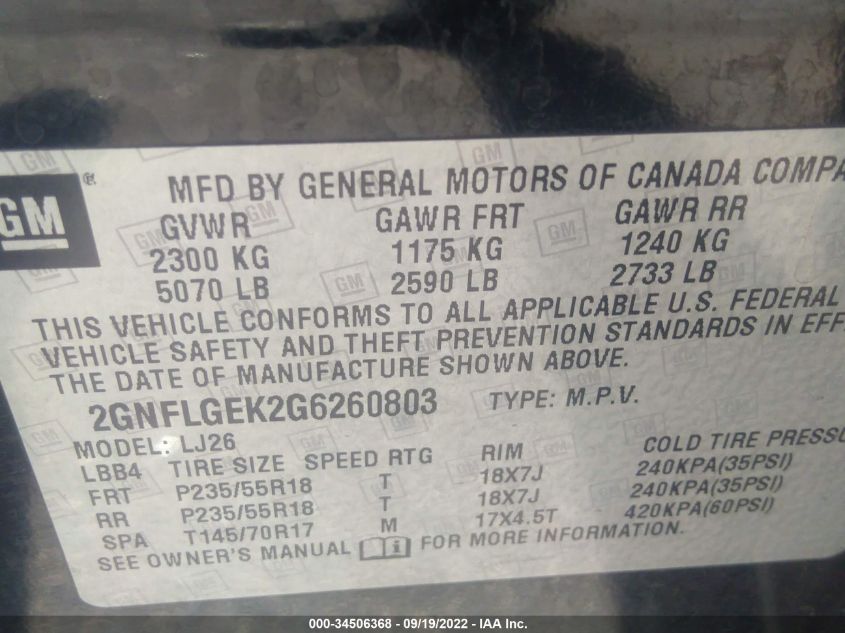 GM ®
MFD BY GENERAL MOTORS OF CANADA COMPA
GVWR GAWR FRT GAWR RR
2300 KG 1175 KG 1240 KG
5070 LB 2590 LB 2733 LB
THIS VEHICLE CONFORMS TO ALL APPLICABLE U.S. FEDERAL
VEHICLE SAFETY AND THEFT PREVENTION STANDARDS IN EFF
THE DATE OF MANUFACTURE SHOWN ABOVE.
2GNFLGEK2G6260803 TYPE: M.P.V.
MODEL: LJ26
LBB4 TIRE SIZE SPEED RTG RIM COLD TIRE PRESSU
FRT P235/55R18 T 18X7J 240KPA(35PSI)
RR P235/55R18 T 18X7J 240KPA(35PSI)
SPA T145/70R17 M 17X4.5T 420KPA(60PSI)
SEE OWNER'S MANUAL i FOR MORE INFORMATION.
000-34506368 - 09/19/2022 - IAA Inc.